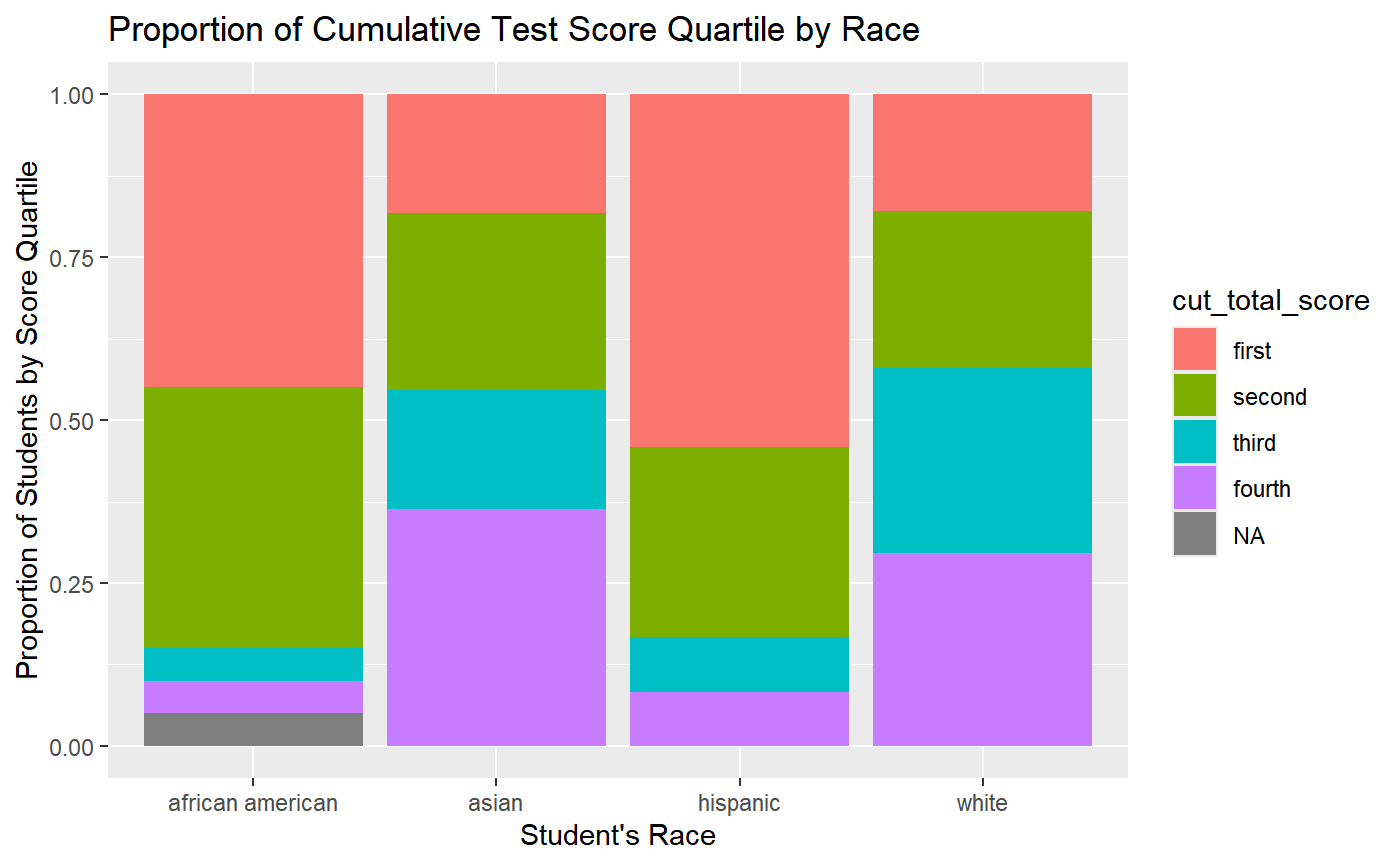 Proportion of Cumulative Test Score Quartile by Race
Proportion of Students by Score Quartile
1.00
0.75
0.50
0.25
0.00
african american
asian
hispanic
white
Student's Race
cut_total_score
first
second
third
fourth
NA